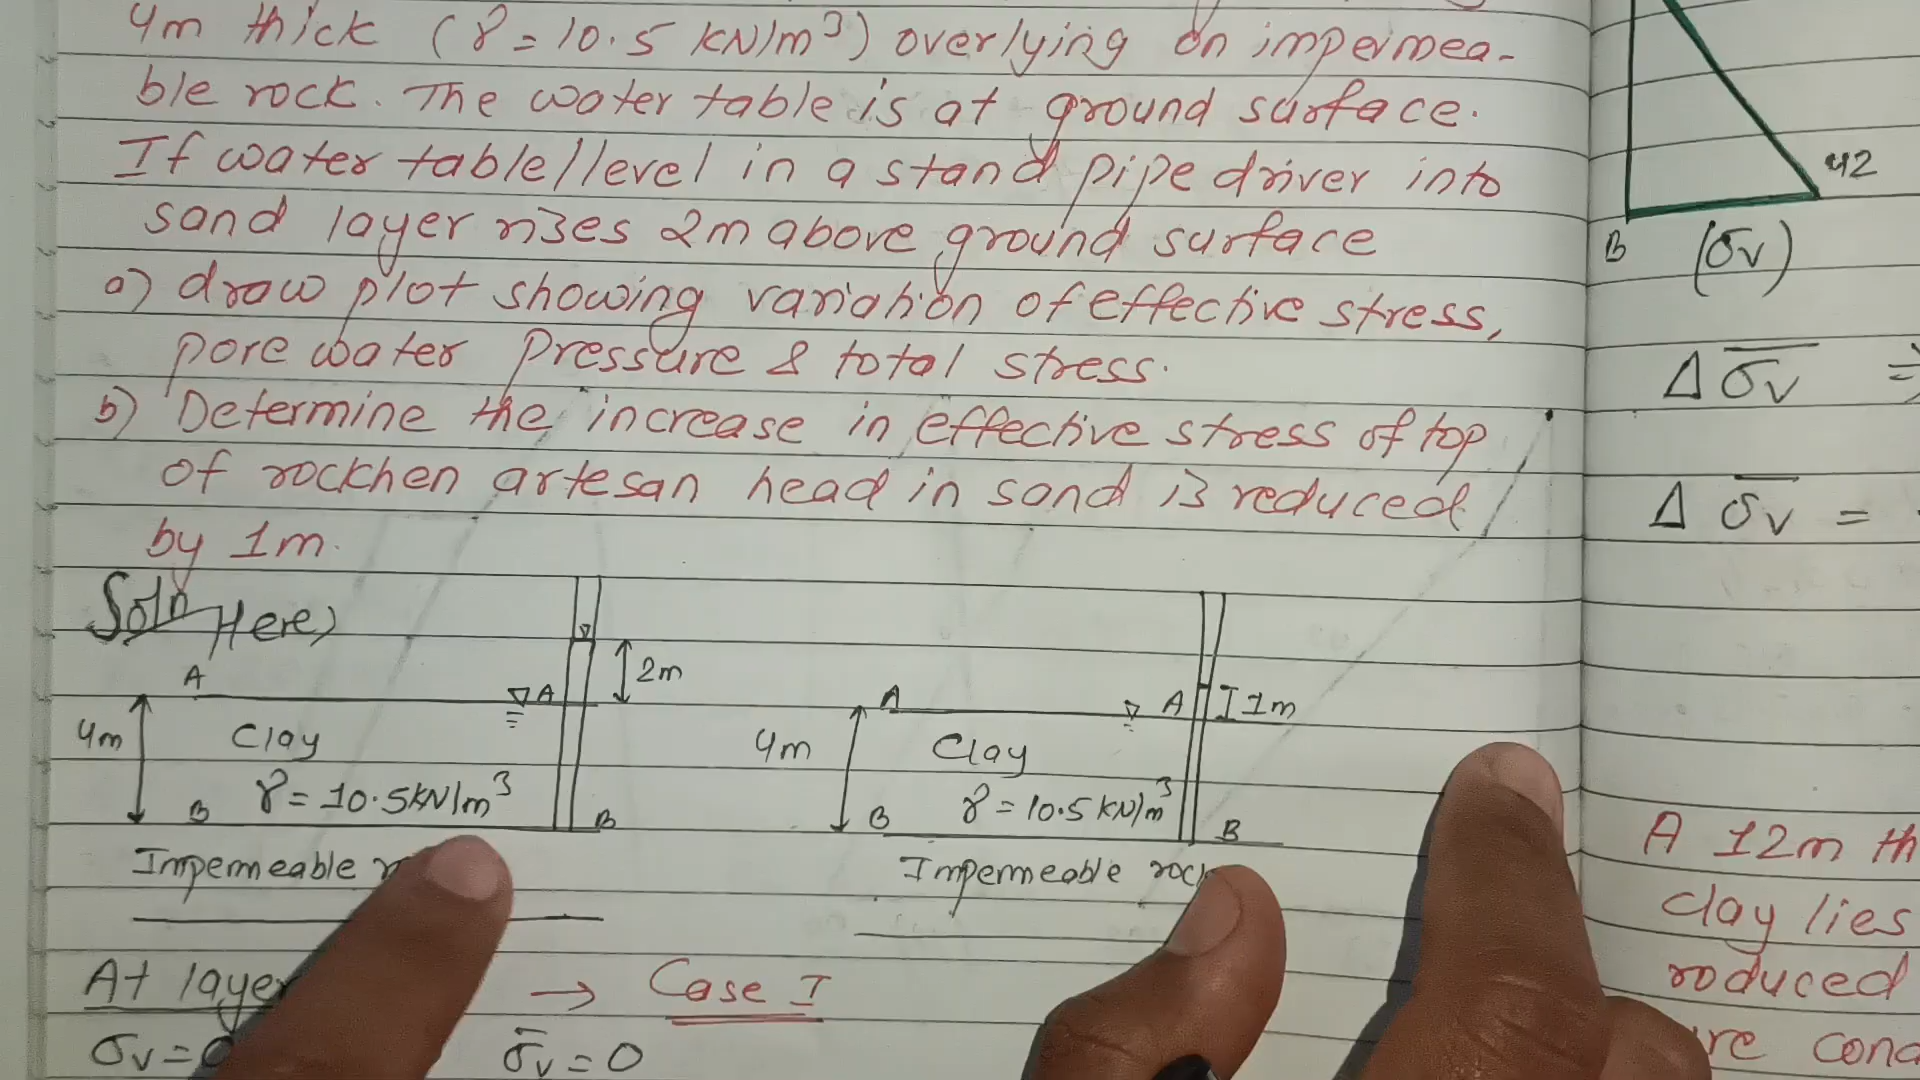 4m thick (γ = 10.5 kN/m³) overlying on impermea-
ble rock. The water table is at ground surface.
If water table/level in a stand pipe driver into
sand layer rises 2m above ground surface
a) draw plot showing variation of effective stress,
pore water pressure & total stress.
b) Determine the increase in effective stress of top
of rockhen artesan head in sand is reduced
by 1m.
Soln Here,
2m
A
A
4m
Clay
γ = 10.5kN/m³
B
B
Impermeable
A
A
1m
4m
Clay
γ = 10.5 kN/m³
B
B
Impermeable rock
At layer
→ Case I
σv = 0
σ̄v = 0
42
B
(σv)
Δσ̄v =>
Δσ̄v =
A 12m th
clay lies
roduced
re cond